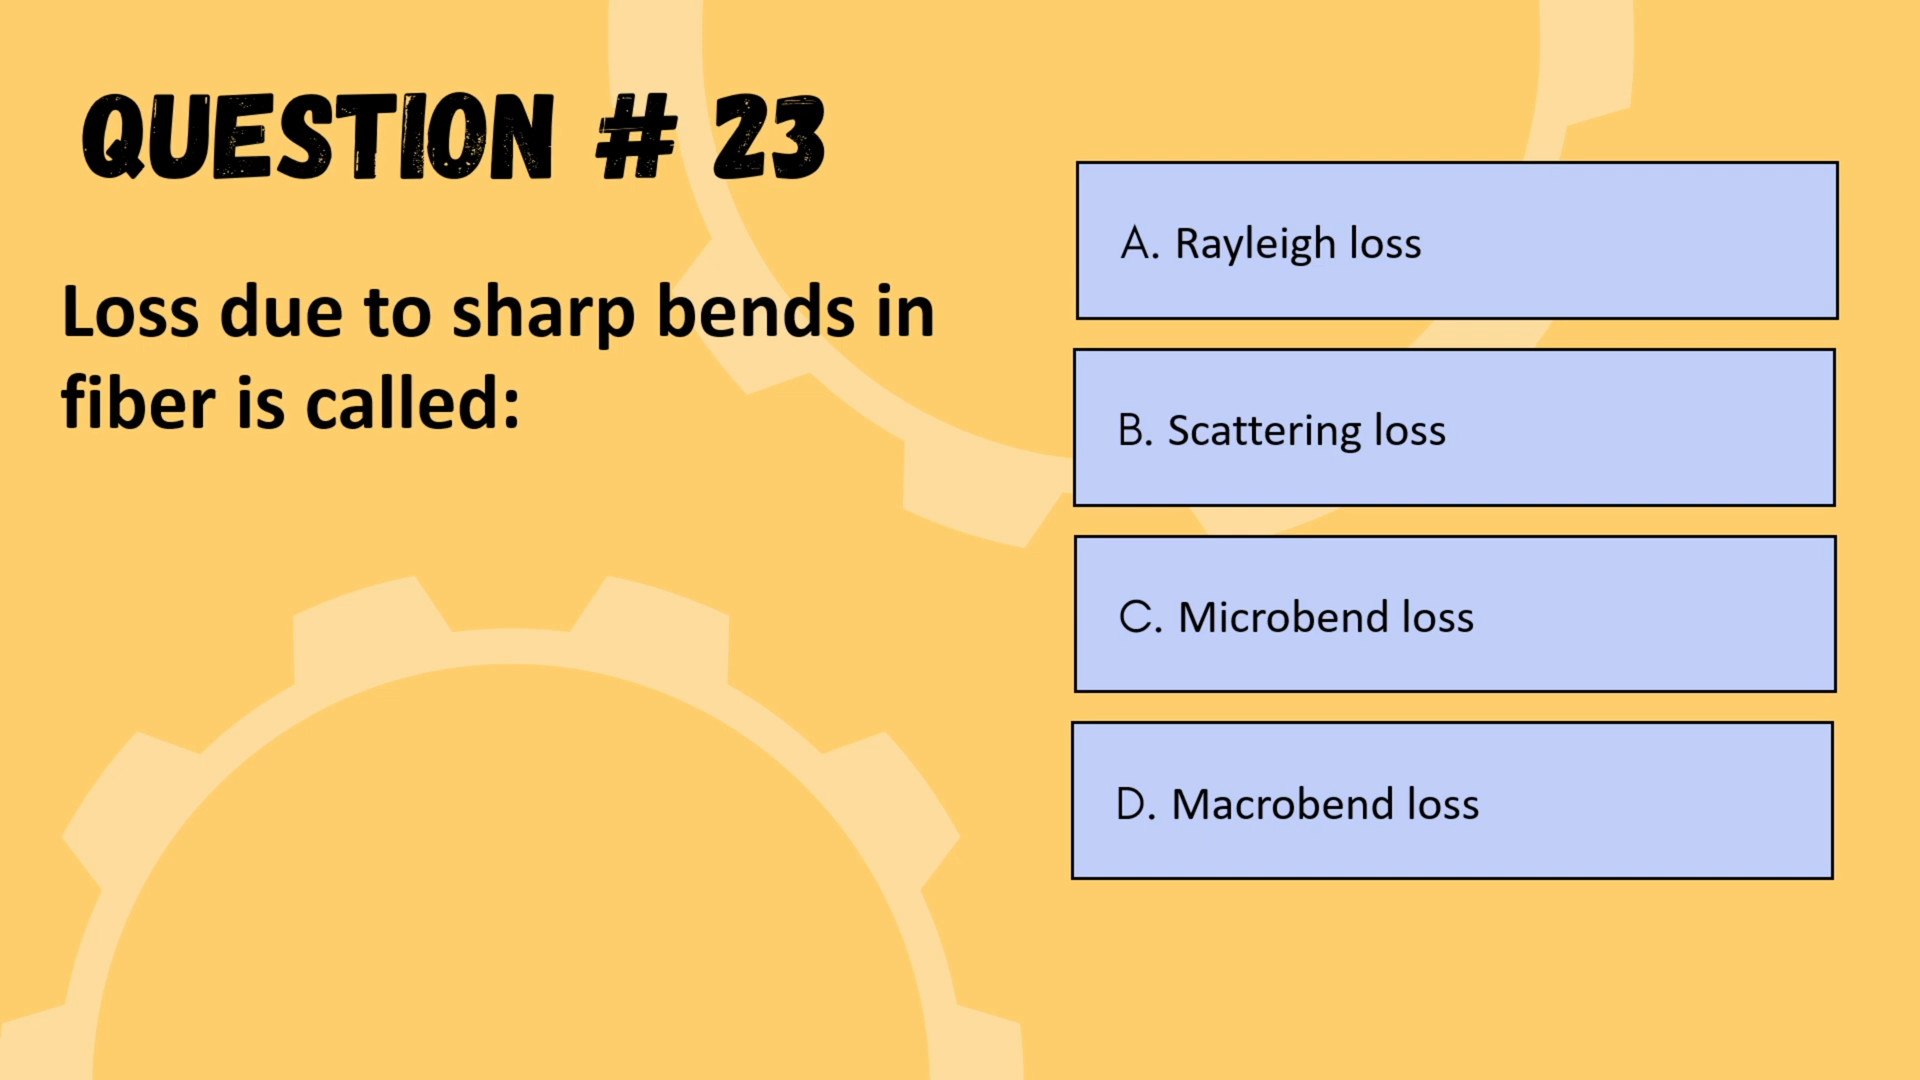 QUESTION # 23
Loss due to sharp bends in
fiber is called:
A. Rayleigh loss
B. Scattering loss
C. Microbend loss
D. Macrobend loss